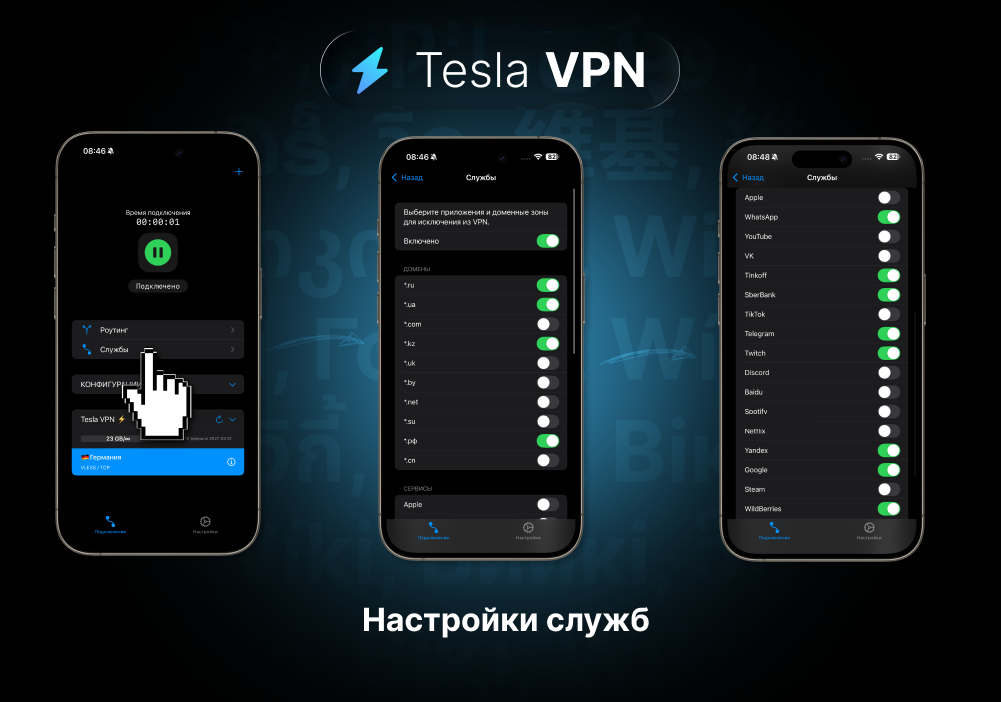 Tesla VPN
08:46
Время подключения
00:00:01
Подключено
Роутинг
Службы
Tesla VPN
23 GB/∞
Германия
VLESS / TCP
Подключение
Настройки
08:46
82
Назад
Службы
Выберите приложения и доменные зоны
для исключения из VPN.
Включено
ДОМЕНЫ
*.ru
*.ua
*.com
*.kz
*.uk
*.by
*.net
*.su
*.рф
*.cn
СЕРВИСЫ
Apple
Подключение
Настройки
08:48
82
Назад
Службы
Apple
WhatsApp
YouTube
VK
Tinkoff
SberBank
TikTok
Telegram
Twitch
Discord
Baidu
Spotify
Netflix
Yandex
Google
Steam
WildBerries
Подключение
Настройки
Настройки служб